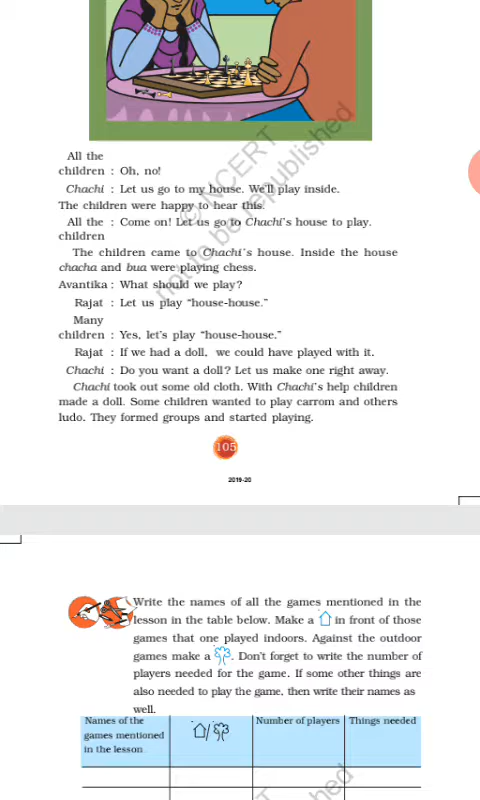 All the
children : Oh, no!
Chachi : Let us go to my house. We'll play inside.
The children were happy to hear this.
All the : Come on! Let us go to Chachi's house to play.
children
The children came to Chachi's house. Inside the house
chacha and bua were playing chess.
Avantika : What should we play?
Rajat : Let us play “house-house.”
Many
children : Yes, let's play “house-house.”
Rajat : If we had a doll, we could have played with it.
Chachi : Do you want a doll? Let us make one right away.
Chachi took out some old cloth. With Chachi's help children
made a doll. Some children wanted to play carrom and others
ludo. They formed groups and started playing.
© NCERT
not to be republished
105
2019-20
Write the names of all the games mentioned in the
lesson in the table below. Make a in front of those
games that one played indoors. Against the outdoor
games make a . Don't forget to write the number of
players needed for the game. If some other things are
also needed to play the game, then write their names as
well.
Names of the games mentioned in the lesson
/
Number of players
Things needed
shed